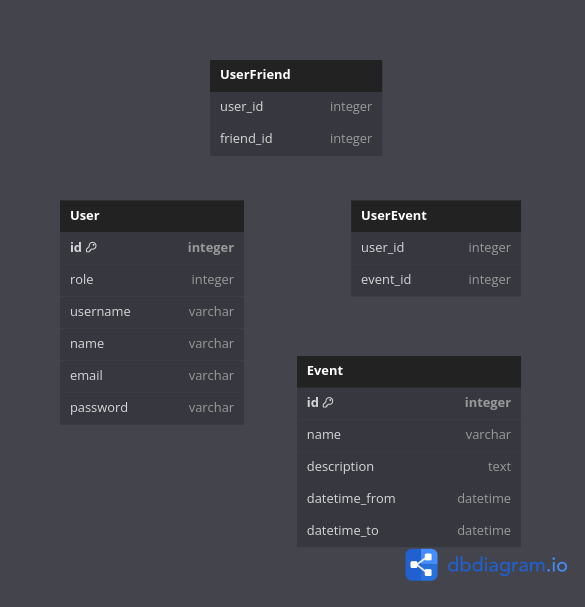 UserFriend
user_id integer
friend_id integer
User
id integer
role integer
username varchar
name varchar
email varchar
password varchar
UserEvent
user_id integer
event_id integer
Event
id integer
name varchar
description text
datetime_from datetime
datetime_to datetime
dbdiagram.io